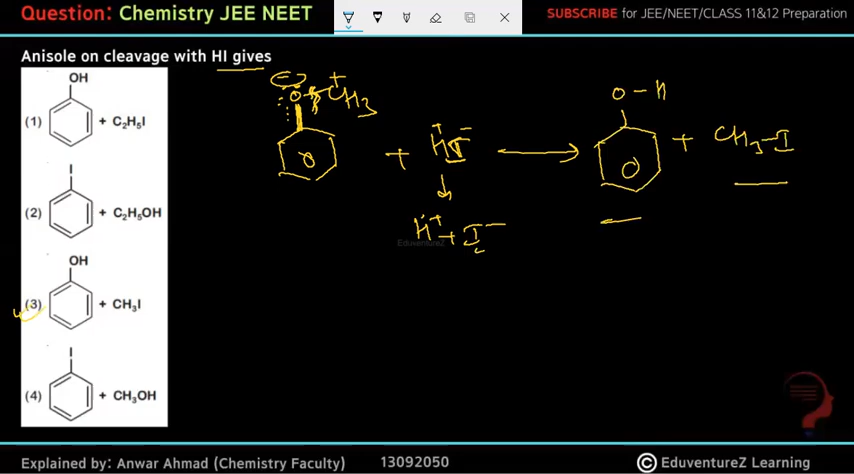 Question: Chemistry JEE NEET
SUBSCRIBE for JEE/NEET/CLASS 11&12 Preparation
Anisole on cleavage with HI gives
OH
(1) + C₂H₅I
I
(2) + C₂H₅OH
OH
(3) + CH₃I
I
(4) + CH₃OH
O CH₃
+ HI
H⁺ + I⁻
O-H
+ CH₃-I
EduventureZ
Explained by: Anwar Ahmad (Chemistry Faculty)
13092050
© EduventureZ Learning